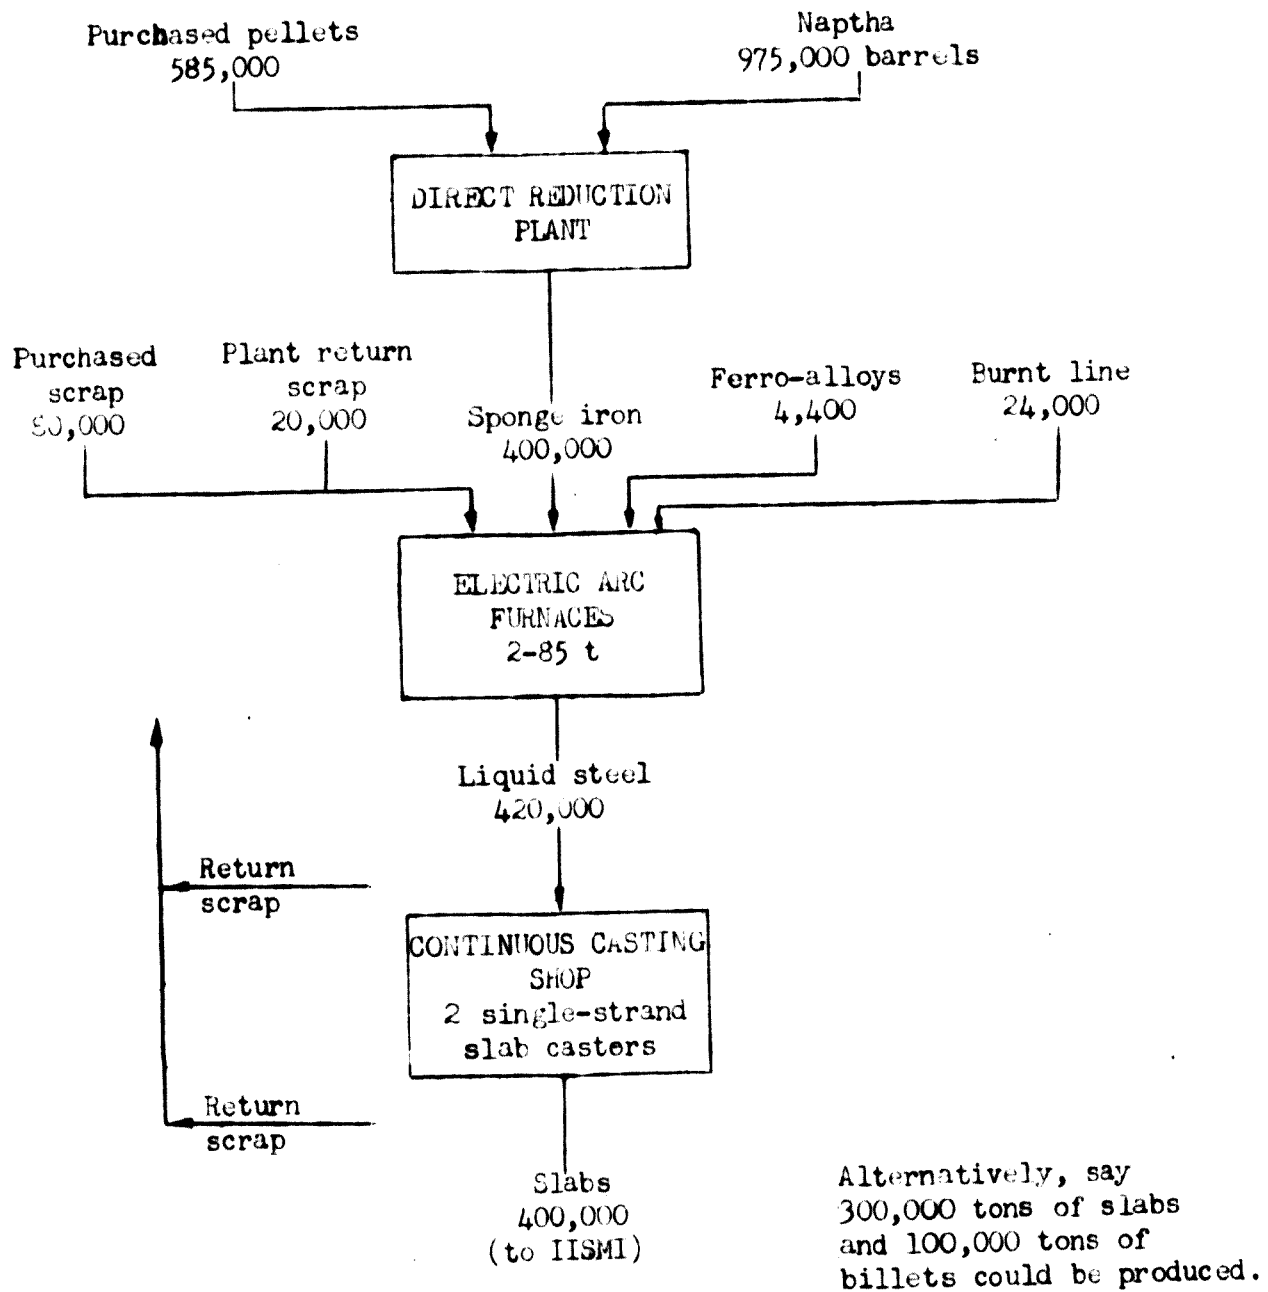 Purchased pellets
585,000
Naptha
975,000 barrels
DIRECT REDUCTION
PLANT
Purchased
scrap
Plant return
scrap
20,000
Sponge iron
400,000
Ferro-alloys
4,400
Burnt line
24,000
ELECTRIC ARC
FURNACES
2-85 t
Liquid steel
420,000
Return
scrap
CONTINUOUS CASTING
SHOP
2 single-strand
slab casters
Return
scrap
Slabs
400,000
(to IISMI)
Alternatively, say
300,000 tons of slabs
and 100,000 tons of
billets could be produced.